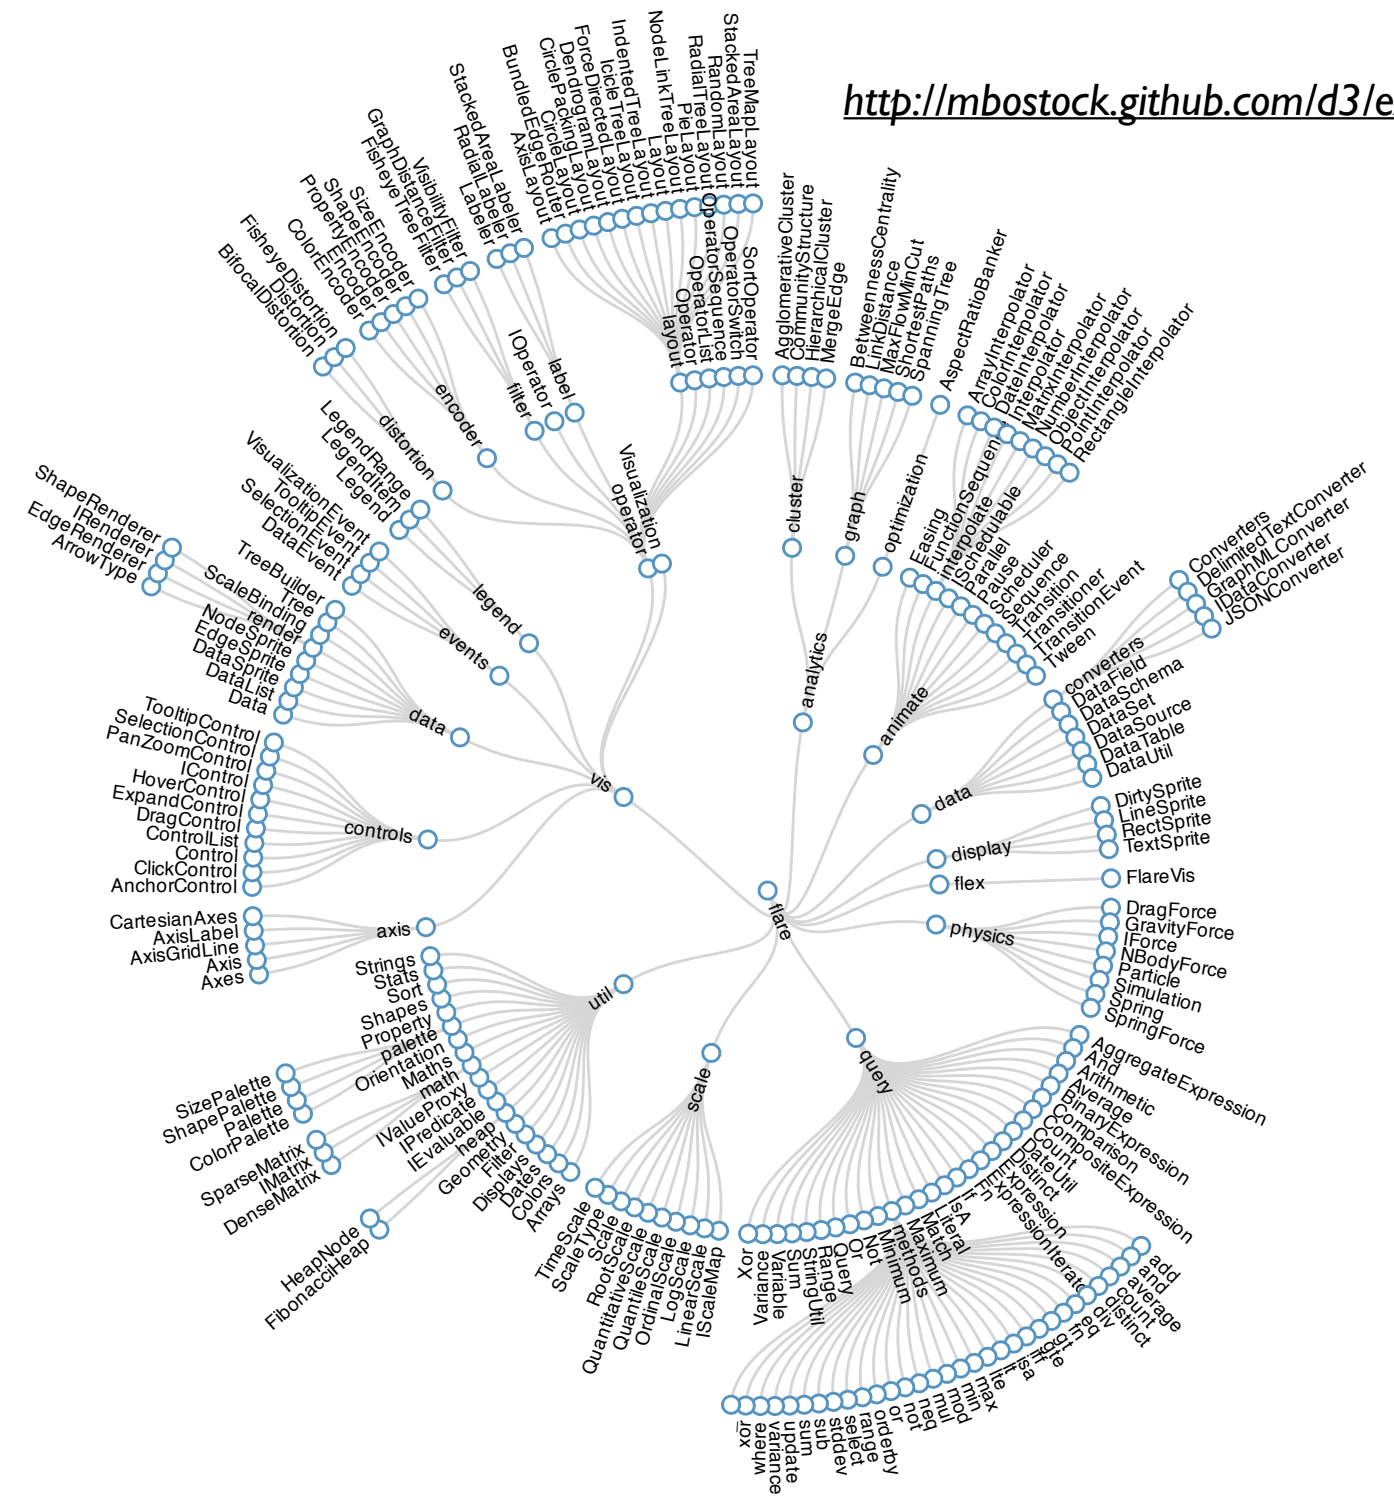 http://mbostock.github.com/d3/e
TreeMapLayout
StackedAreaLayout
RandomLayout
RadialTreeLayout
PieLayout
NodeLinkTreeLayout
Layout
IndentedTreeLayout
IcicleTreeLayout
ForceDirectedLayout
DendrogramLayout
CirclePackingLayout
CircleLayout
BundledEdgeRouter
AxisLayout
StackedAreaLabeler
RadialLabeler
Labeler
VisibilityFilter
GraphDistanceFilter
FisheyeTreeFilter
SizeEncoder
ShapeEncoder
PropertyEncoder
Encoder
ColorEncoder
FisheyeDistortion
Distortion
BifocalDistortion
SortOperator
OperatorSwitch
OperatorSequence
OperatorList
Operator
layout
label
IOperator
filter
encoder
distortion
Visualization
operator
LegendRange
LegendItem
Legend
legend
VisualizationEvent
TooltipEvent
SelectionEvent
DataEvent
events
ShapeRenderer
IRenderer
EdgeRenderer
ArrowType
TreeBuilder
Tree
ScaleBinding
render
NodeSprite
EdgeSprite
DataSprite
DataList
Data
data
TooltipControl
SelectionControl
PanZoomControl
IControl
HoverControl
ExpandControl
DragControl
ControlList
Control
ClickControl
AnchorControl
controls
CartesianAxes
AxisLabel
AxisGridLine
Axis
Axes
axis
vis
flare
AgglomerativeCluster
CommunityStructure
HierarchicalCluster
MergeEdge
cluster
BetweennessCentrality
LinkDistance
MaxFlowMinCut
ShortestPaths
SpanningTree
graph
AspectRatioBanker
optimization
analytics
ArrayInterpolator
ColorInterpolator
DateInterpolator
Interpolator
MatrixInterpolator
NumberInterpolator
ObjectInterpolator
PointInterpolator
RectangleInterpolator
Easing
FunctionSequence
interpolate
ISchedulable
Parallel
Pause
Scheduler
Sequence
Transition
Transitioner
TransitionEvent
Tween
animate
Converters
DelimitedTextConverter
GraphMLConverter
IDataConverter
JSONConverter
converters
DataField
DataSchema
DataSet
DataSource
DataTable
DataUtil
data
DirtySprite
LineSprite
RectSprite
TextSprite
display
FlareVis
flex
DragForce
GravityForce
IForce
NBodyForce
Particle
Simulation
Spring
SpringForce
physics
query
AggregateExpression
And
Arithmetic
Average
BinaryExpression
Comparison
CompositeExpression
Count
DateUtil
Distinct
Expression
ExpressionIterator
Fn
If
IsA
Literal
Match
Maximum
methods
Minimum
Not
Or
Query
Range
StringUtil
Sum
Variable
Variance
Xor
add
and
average
count
distinct
div
eq
fn
gt
gte
iff
isa
lt
lte
max
min
mod
mul
neq
not
or
orderby
range
select
stddev
sub
sum
update
variance
where
xor
scale
IScaleMap
LinearScale
LogScale
OrdinalScale
QuantileScale
QuantitativeScale
RootScale
Scale
ScaleType
TimeScale
util
Strings
Stats
Sort
Shapes
Property
palette
Orientation
Maths
math
IValueProxy
IPredicate
IEvaluable
heap
Geometry
Filter
Displays
Dates
Colors
Arrays
SizePalette
ShapePalette
Palette
ColorPalette
SparseMatrix
IMatrix
DenseMatrix
HeapNode
FibonacciHeap